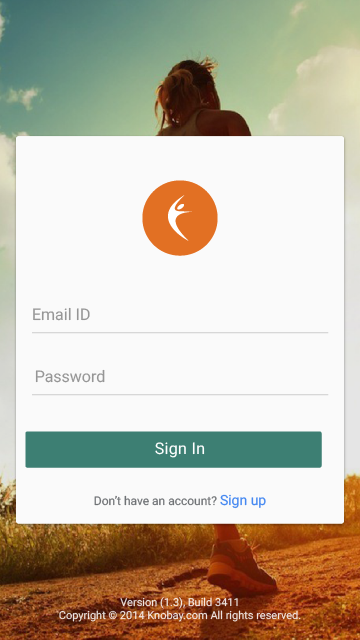 Email ID
Password
Sign In
Don't have an account? Sign up
Version (1.3), Build 3411
Copyright © 2014 Knobay.com All rights reserved.